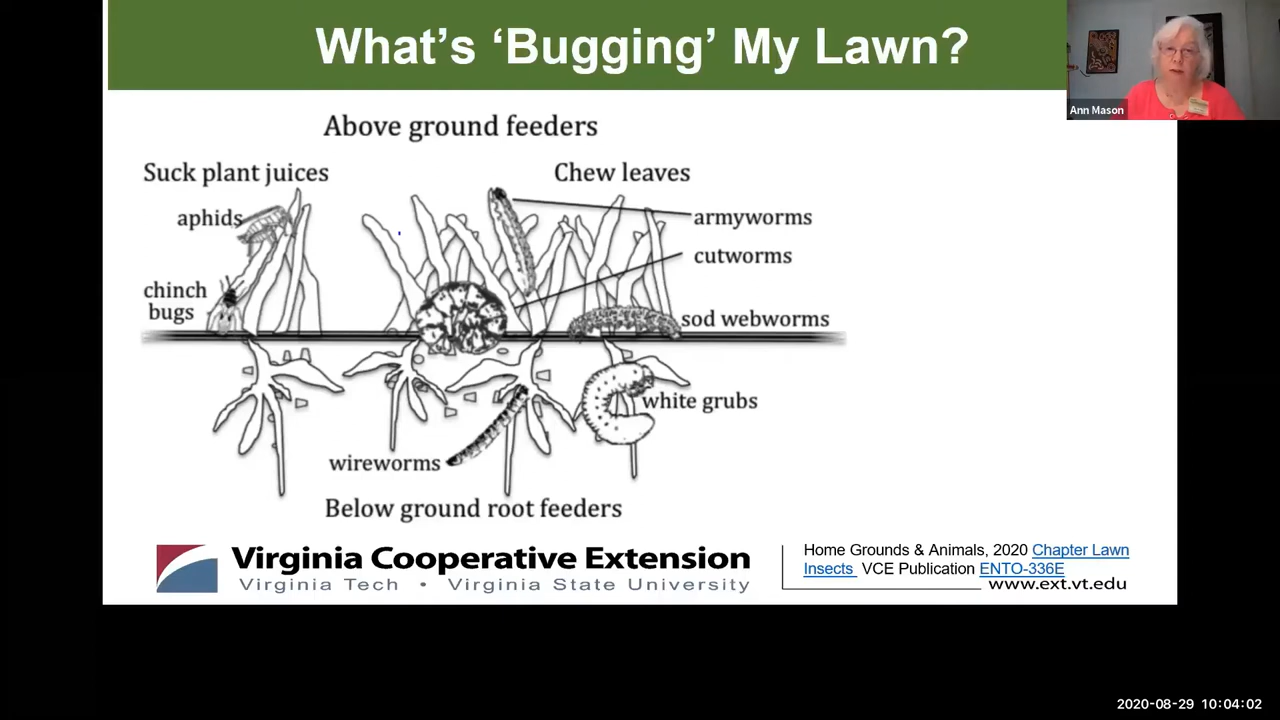 What's ‘Bugging’ My Lawn?
Ann Mason
Above ground feeders
Suck plant juices
Chew leaves
aphids
armyworms
cutworms
chinch
bugs
sod webworms
white grubs
wireworms
Below ground root feeders
Virginia Cooperative Extension
Virginia Tech • Virginia State University
Home Grounds & Animals, 2020 Chapter Lawn
Insects VCE Publication ENTO-336E
www.ext.vt.edu
2020-08-29 10:04:02